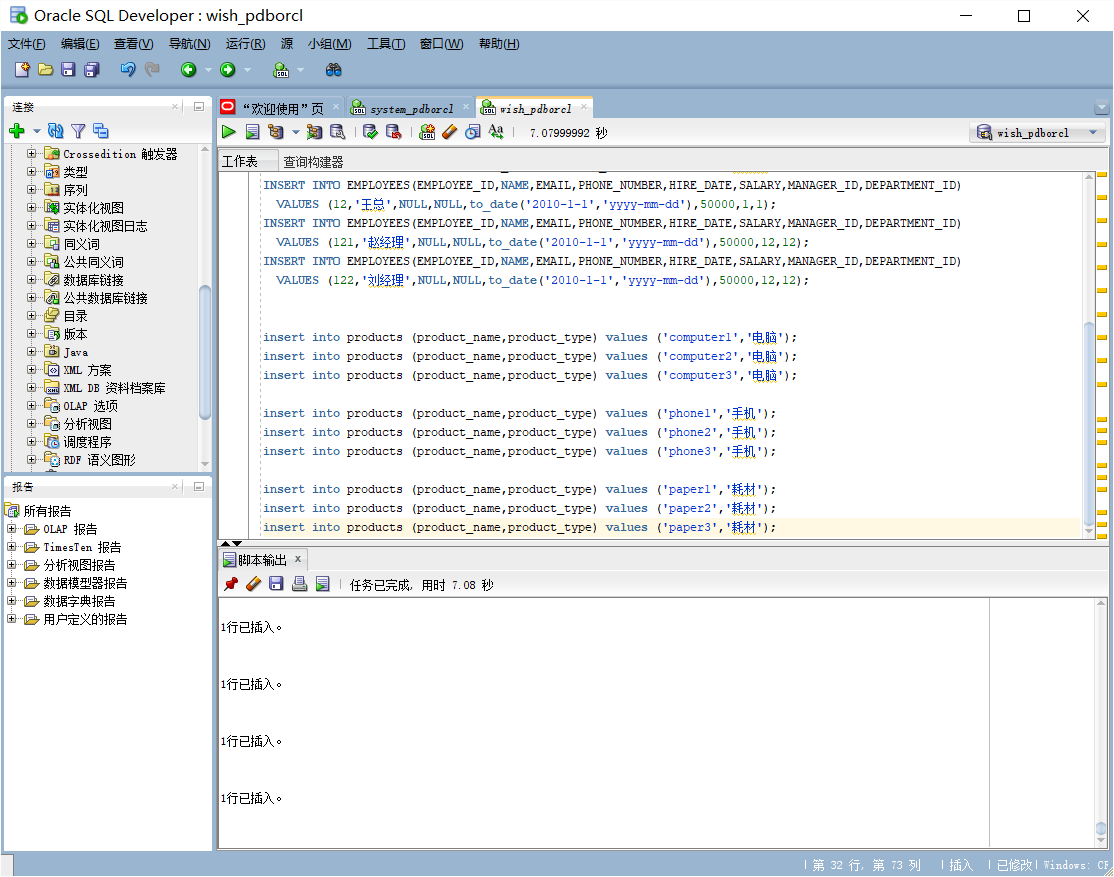 Oracle SQL Developer : wish_pdborcl
文件(F) 编辑(E) 查看(V) 导航(N) 运行(R) 源 小组(M) 工具(T) 窗口(W) 帮助(H)
连接
Crossedition 触发器
类型
序列
实体化视图
实体化视图日志
同义词
公共同义词
数据库链接
公共数据库链接
目录
版本
Java
XML 方案
XML DB 资料档案库
OLAP 选项
分析视图
调度程序
RDF 语义图形
报告
所有报告
OLAP 报告
TimesTen 报告
分析视图报告
数据模型器报告
数据字典报告
用户定义的报告
“欢迎使用”页 system_pdborcl wish_pdborcl
7.07999992 秒 wish_pdborcl
工作表 查询构建器
INSERT INTO EMPLOYEES(EMPLOYEE_ID,NAME,EMAIL,PHONE_NUMBER,HIRE_DATE,SALARY,MANAGER_ID,DEPARTMENT_ID)
VALUES (12,'王总',NULL,NULL,to_date('2010-1-1','yyyy-mm-dd'),50000,1,1);
INSERT INTO EMPLOYEES(EMPLOYEE_ID,NAME,EMAIL,PHONE_NUMBER,HIRE_DATE,SALARY,MANAGER_ID,DEPARTMENT_ID)
VALUES (121,'赵经理',NULL,NULL,to_date('2010-1-1','yyyy-mm-dd'),50000,12,12);
INSERT INTO EMPLOYEES(EMPLOYEE_ID,NAME,EMAIL,PHONE_NUMBER,HIRE_DATE,SALARY,MANAGER_ID,DEPARTMENT_ID)
VALUES (122,'刘经理',NULL,NULL,to_date('2010-1-1','yyyy-mm-dd'),50000,12,12);
insert into products (product_name,product_type) values ('computer1','电脑');
insert into products (product_name,product_type) values ('computer2','电脑');
insert into products (product_name,product_type) values ('computer3','电脑');
insert into products (product_name,product_type) values ('phone1','手机');
insert into products (product_name,product_type) values ('phone2','手机');
insert into products (product_name,product_type) values ('phone3','手机');
insert into products (product_name,product_type) values ('paper1','耗材');
insert into products (product_name,product_type) values ('paper2','耗材');
insert into products (product_name,product_type) values ('paper3','耗材');
脚本输出
任务已完成, 用时 7.08 秒
1行已插入。
1行已插入。
1行已插入。
1行已插入。
第 32 行, 第 73 列 插入 已修改 Windows: CR